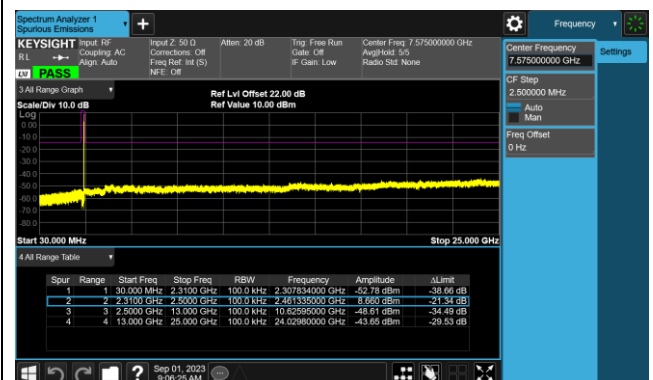 Spectrum Analyzer 1
Spurious Emissions
+
Frequency
KEYSIGHT
RL
LW PASS
Input: RF
Coupling: AC
Align: Auto
Input Z: 50 Ω
Corrections: Off
Freq Ref: Int (S)
NFE: Off
Atten: 20 dB
Trig: Free Run
Gate: Off
IF Gain: Low
Center Freq: 7.575000000 GHz
Avg|Hold: 5/5
Radio Std: None
Center Frequency
7.575000000 GHz
Settings
CF Step
2.500000 MHz
Auto
Man
Freq Offset
0 Hz
3 All Range Graph
Scale/Div 10.0 dB
Ref Lvl Offset 22.00 dB
Ref Value 10.00 dBm
Log
0.00
-10.0
-20.0
-30.0
-40.0
-50.0
-60.0
-70.0
-80.0
Start 30.000 MHz
Stop 25.000 GHz
4 All Range Table
Spur Range Start Freq Stop Freq RBW Frequency Amplitude ΔLimit
1 1 30.000 MHz 2.3100 GHz 100.0 kHz 2.307834000 GHz -52.78 dBm -38.66 dB
2 2 2.3100 GHz 2.5000 GHz 100.0 kHz 2.461335000 GHz 8.660 dBm -21.34 dB
3 3 2.5000 GHz 13.000 GHz 100.0 kHz 10.62595000 GHz -48.61 dBm -34.49 dB
4 4 13.000 GHz 25.000 GHz 100.0 kHz 24.02980000 GHz -43.65 dBm -29.53 dB
?
Sep 01, 2023
9:06:25 AM